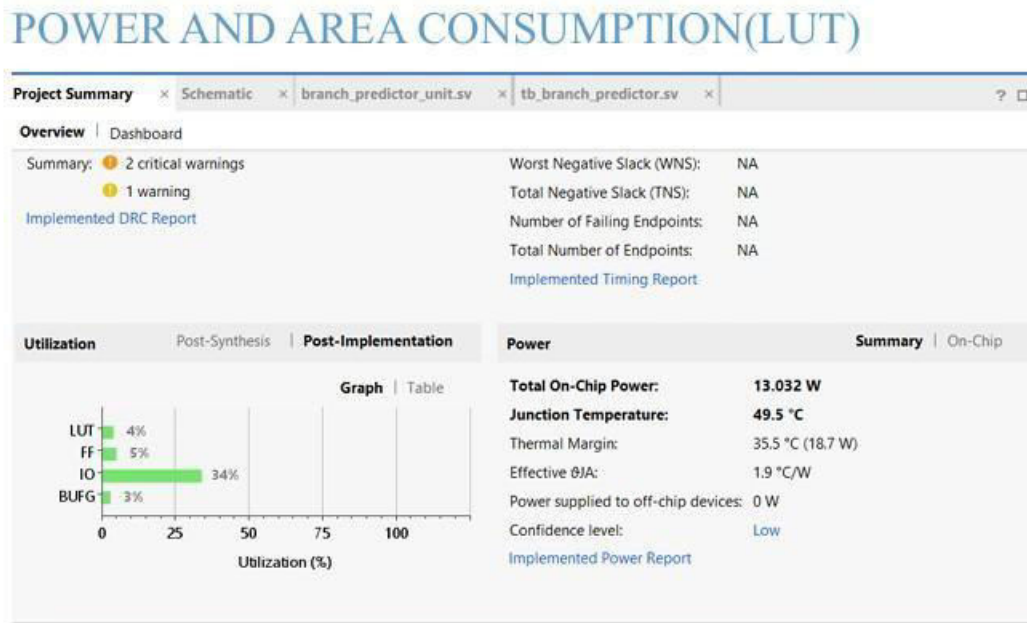 POWER AND AREA CONSUMPTION(LUT)
Project Summary × Schematic × branch_predictor_unit.sv × tb_branch_predictor.sv × ?
Overview | Dashboard
Summary: 2 critical warnings
1 warning
Implemented DRC Report
Worst Negative Slack (WNS): NA
Total Negative Slack (TNS): NA
Number of Failing Endpoints: NA
Total Number of Endpoints: NA
Implemented Timing Report
Utilization Post-Synthesis | Post-Implementation
Graph | Table
LUT 4%
FF 5%
IO 34%
BUFG 3%
0 25 50 75 100
Utilization (%)
Power Summary | On-Chip
Total On-Chip Power: 13.032 W
Junction Temperature: 49.5 °C
Thermal Margin: 35.5 °C (18.7 W)
Effective θJA: 1.9 °C/W
Power supplied to off-chip devices: 0 W
Confidence level: Low
Implemented Power Report